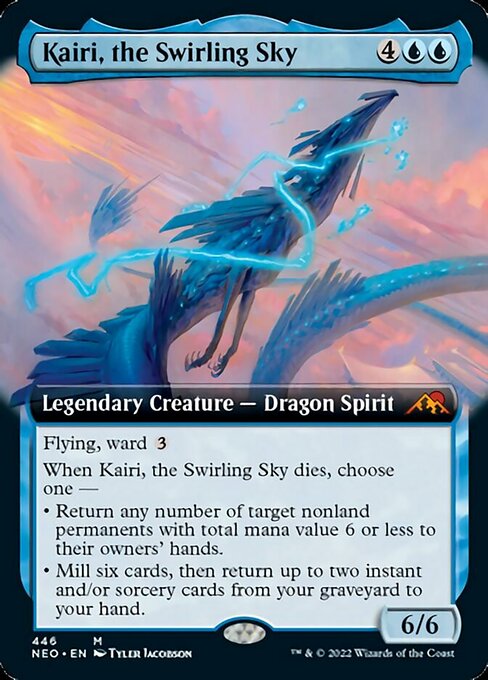 Kairi, the Swirling Sky 4
Legendary Creature — Dragon Spirit
Flying, ward 3
When Kairi, the Swirling Sky dies, choose
one —
• Return any number of target nonland
permanents with total mana value 6 or less to
their owners' hands.
• Mill six cards, then return up to two instant
and/or sorcery cards from your graveyard to
your hand.
6/6
446 M
NEO • EN Tyler Jacobson
™ & © 2022 Wizards of the Coast